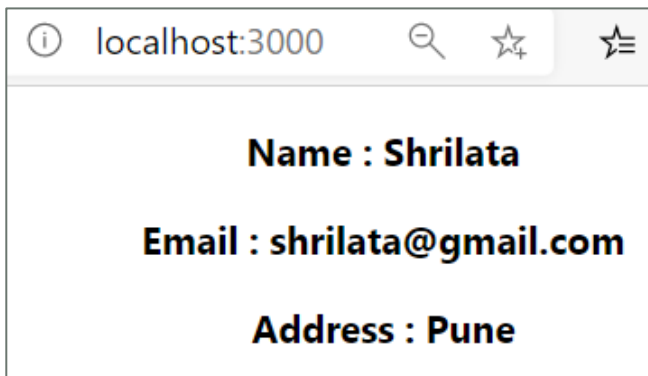 localhost:3000
Name : Shrilata
Email : shrilata@gmail.com
Address : Pune